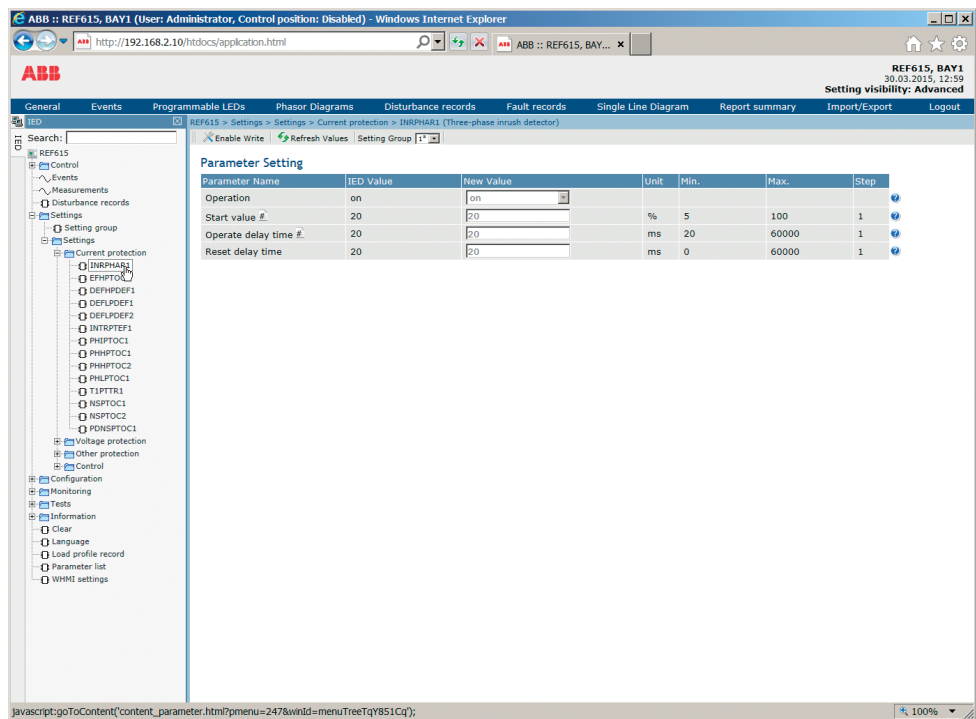 ABB :: REF615, BAY1 (User: Administrator, Control position: Disabled) - Windows Internet Explorer
http://192.168.2.10/htdocs/application.html
ABB :: REF615, BAY... ×
ABB
REF615, BAY1
30.03.2015, 12:59
Setting visibility: Advanced
General Events Programmable LEDs Phasor Diagrams Disturbance records Fault records Single Line Diagram Report summary Import/Export Logout
IED
IED
REF615 > Settings > Settings > Current protection > INRPHAR1 (Three-phase inrush detector)
Search:
Enable Write Refresh Values Setting Group 1*
REF615
Control
Events
Measurements
Disturbance records
Settings
Setting group
Settings
Current protection
INRPHAR1
EFHPTOC1
DEFHPDEF1
DEFLPDEF1
DEFLPDEF2
INTRPTEF1
PHIPTOC1
PHHPTOC1
PHHPTOC2
PHLPTOC1
T1PTTR1
NSPTOC1
NSPTOC2
PDNSPTOC1
Voltage protection
Other protection
Control
Configuration
Monitoring
Tests
Information
Clear
Language
Load profile record
Parameter list
WHMI settings
Parameter Setting
Parameter Name IED Value New Value Unit Min. Max. Step
Operation on on
Start value # 20 20 % 5 100 1
Operate delay time # 20 20 ms 20 60000 1
Reset delay time 20 20 ms 0 60000 1
javascript:goToContent('content_parameter.html?pmenu=247&winId=menuTreeTqY851Cq');
100%